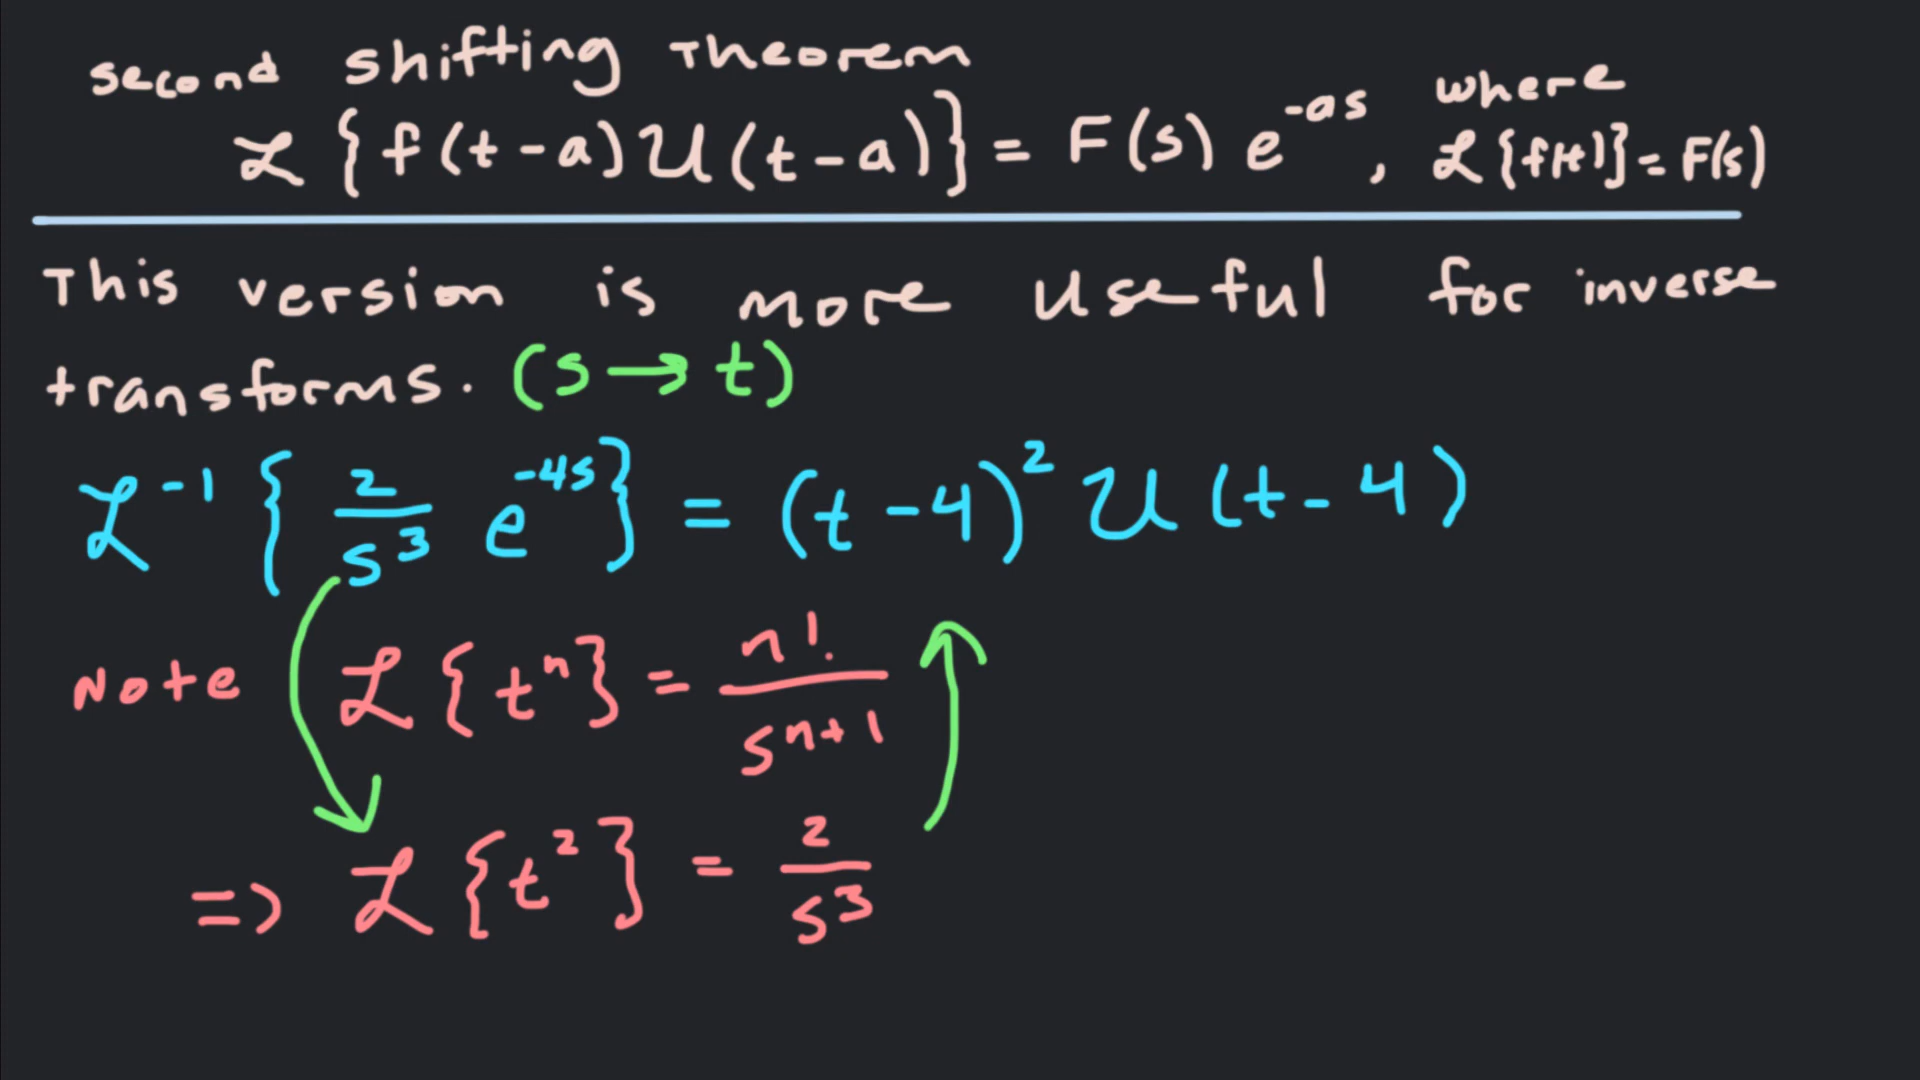 second shifting Theorem
ℒ{f(t-a)𝒰(t-a)} = F(s) e^{-as}, where ℒ{f(t)} = F(s)
This version is more useful for inverse
transforms. (s → t)
ℒ^{-1}{2/s^3 e^{-4s}} = (t-4)^2 𝒰(t-4)
Note ℒ{t^n} = n!/s^{n+1}
=> ℒ{t^2} = 2/s^3